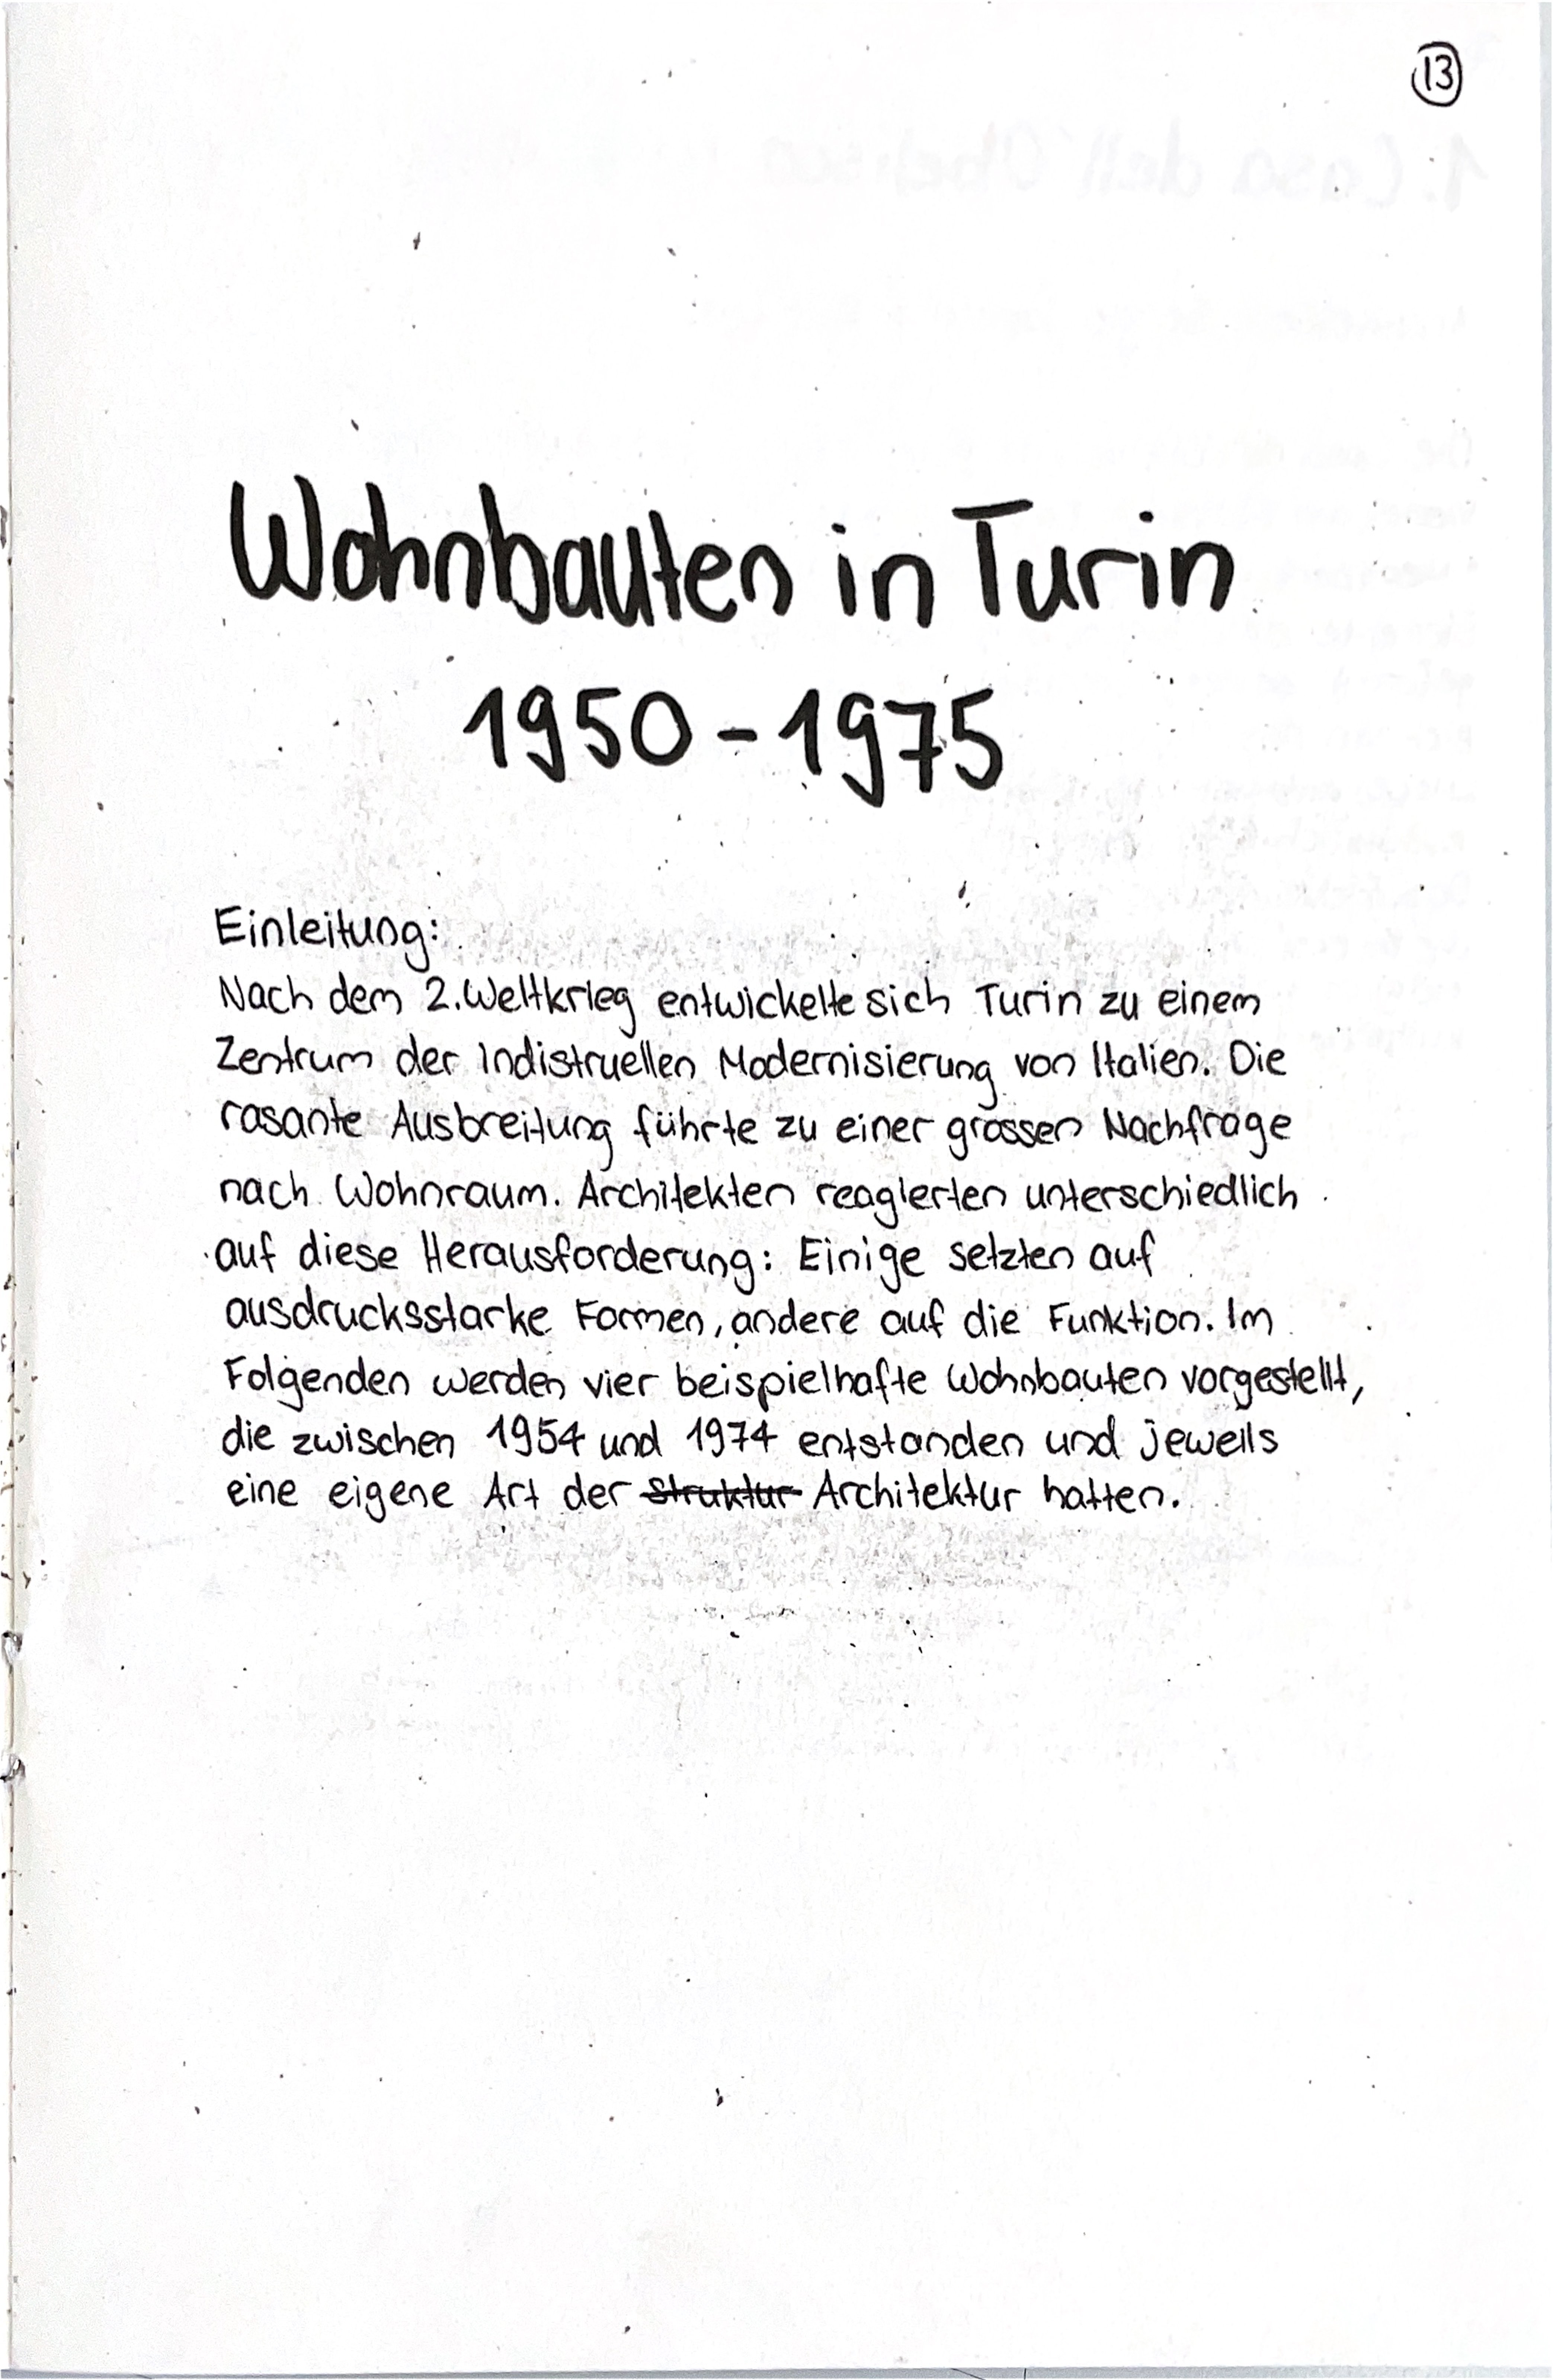 13
Wohnbauten in Turin
1950-1975
Einleitung:
Nach dem 2.Weltkrieg entwickelte sich Turin zu einem
Zentrum der Indistruellen Modernisierung von Italien. Die
rasante Ausbreitung führte zu einer grossen Nachfrage
nach Wohnraum. Architekten reagierten unterschiedlich
auf diese Herausforderung: Einige setzten auf
ausdrucksstarke Formen, andere auf die Funktion. Im
Folgenden werden vier beispielhafte Wohnbauten vorgestellt,
die zwischen 1954 und 1974 entstanden und jeweils
eine eigene Art der struktur Architektur hatten.